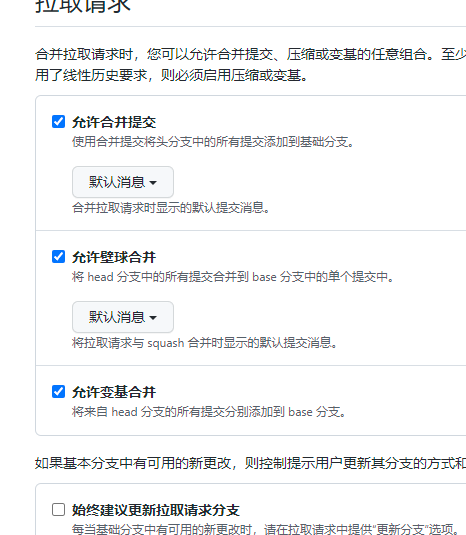 拉取请求
合并拉取请求时，您可以允许合并提交、压缩或变基的任意组合。至少
用了线性历史要求，则必须启用压缩或变基。
允许合并提交
使用合并提交将头分支中的所有提交添加到基础分支。
默认消息
合并拉取请求时显示的默认提交消息。
允许壁球合并
将 head 分支中的所有提交合并到 base 分支中的单个提交中。
默认消息
将拉取请求与 squash 合并时显示的默认提交消息。
允许变基合并
将来自 head 分支的所有提交分别添加到 base 分支。
如果基本分支中有可用的新更改，则控制提示用户更新其分支的方式和
始终建议更新拉取请求分支
每当基础分支中有可用的新更改时，请在拉取请求中提供“更新分支”选项。